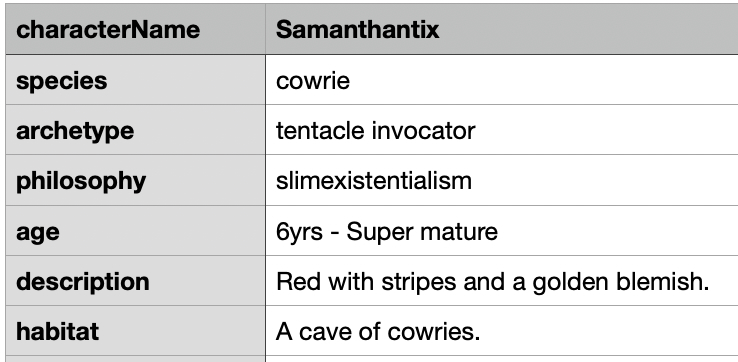 characterName Samanthantix
species cowrie
archetype tentacle invocator
philosophy slimexistentialism
age 6yrs - Super mature
description Red with stripes and a golden blemish.
habitat A cave of cowries.